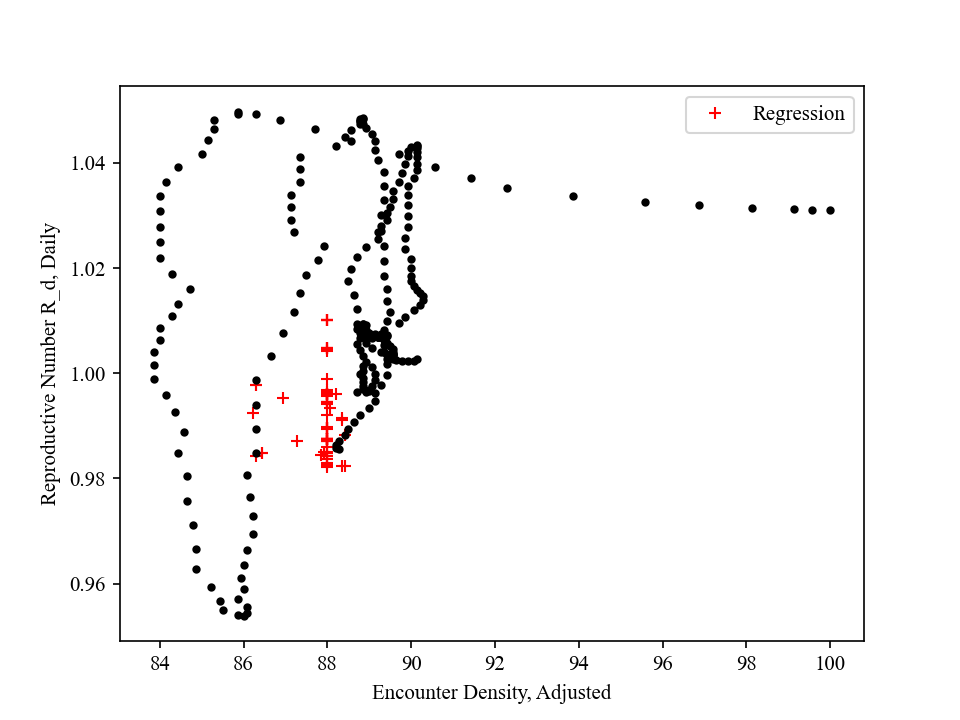 Regression
1.04
1.02
1.00
0.98
0.96
Reproductive Number R_d, Daily
84 86 88 90 92 94 96 98 100
Encounter Density, Adjusted